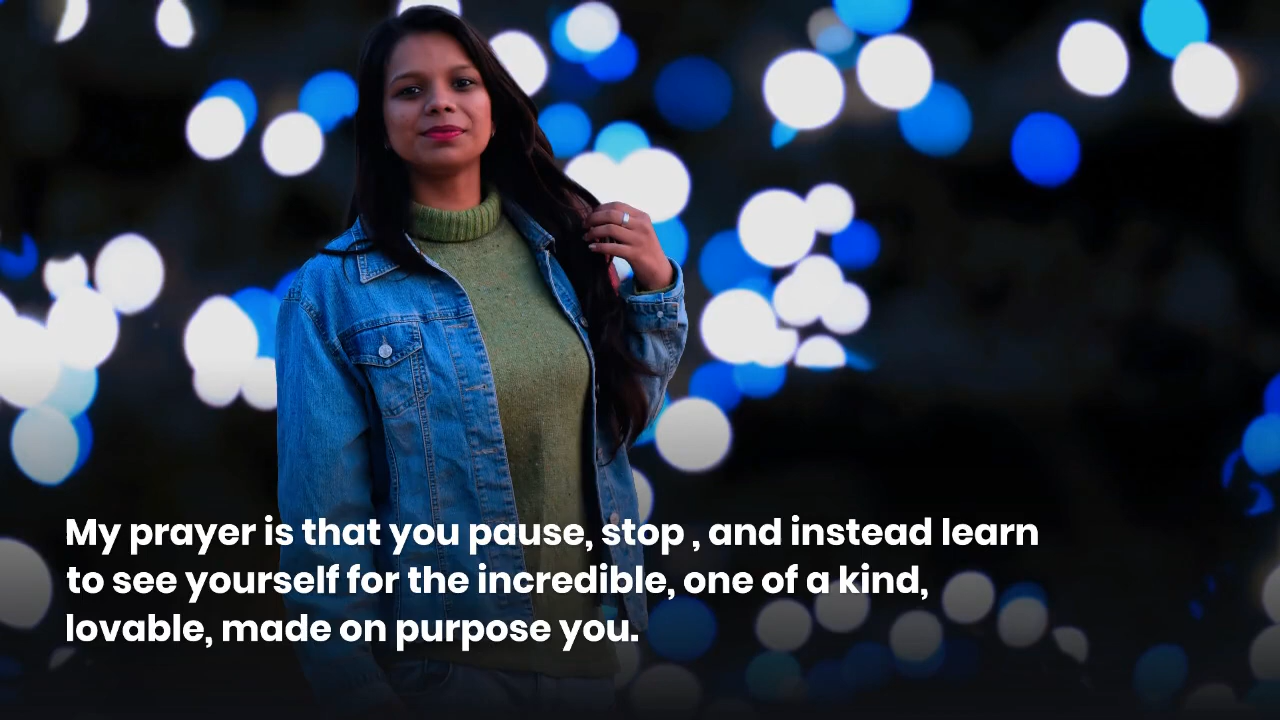 My prayer is that you pause, stop , and instead learn
to see yourself for the incredible, one of a kind,
lovable, made on purpose you.